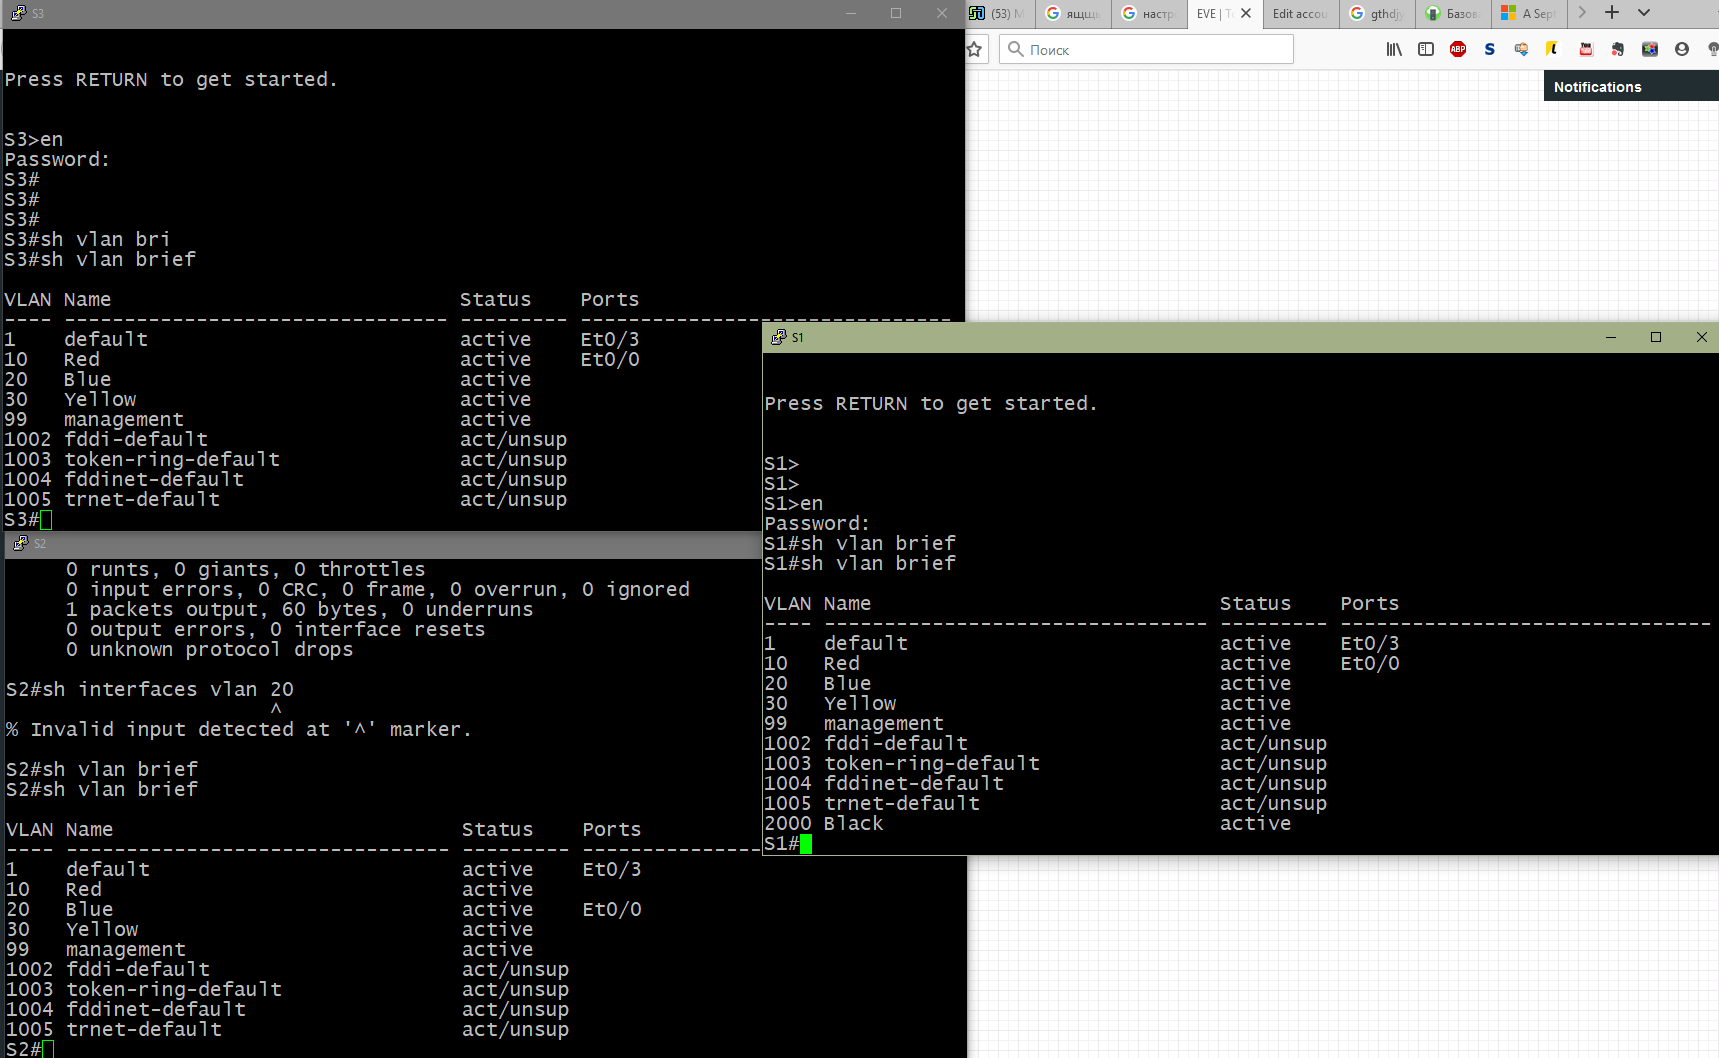 S3
Press RETURN to get started.
S3>en
Password:
S3#
S3#
S3#
S3#sh vlan bri
S3#sh vlan brief
VLAN Name Status Ports
---- -------------------------------- --------- -------------------------------
1 default active Et0/3
10 Red active Et0/0
20 Blue active
30 Yellow active
99 management active
1002 fddi-default act/unsup
1003 token-ring-default act/unsup
1004 fddinet-default act/unsup
1005 trnet-default act/unsup
S3#
S2
0 runts, 0 giants, 0 throttles
0 input errors, 0 CRC, 0 frame, 0 overrun, 0 ignored
1 packets output, 60 bytes, 0 underruns
0 output errors, 0 interface resets
0 unknown protocol drops
S2#sh interfaces vlan 20
^
% Invalid input detected at '^' marker.
S2#sh vlan brief
S2#sh vlan brief
VLAN Name Status Ports
---- -------------------------------- --------- ---------------
1 default active Et0/3
10 Red active
20 Blue active Et0/0
30 Yellow active
99 management active
1002 fddi-default act/unsup
1003 token-ring-default act/unsup
1004 fddinet-default act/unsup
1005 trnet-default act/unsup
S2#
(53) M
ящщ
настр
EVE | T
Edit accou
gthdj
Базов
A Sep
Поиск
ABP
S
Notifications
S1
Press RETURN to get started.
S1>
S1>
S1>en
Password:
S1#sh vlan brief
S1#sh vlan brief
VLAN Name Status Ports
---- -------------------------------- --------- -------------------------------
1 default active Et0/3
10 Red active Et0/0
20 Blue active
30 Yellow active
99 management active
1002 fddi-default act/unsup
1003 token-ring-default act/unsup
1004 fddinet-default act/unsup
1005 trnet-default act/unsup
2000 Black active
S1#